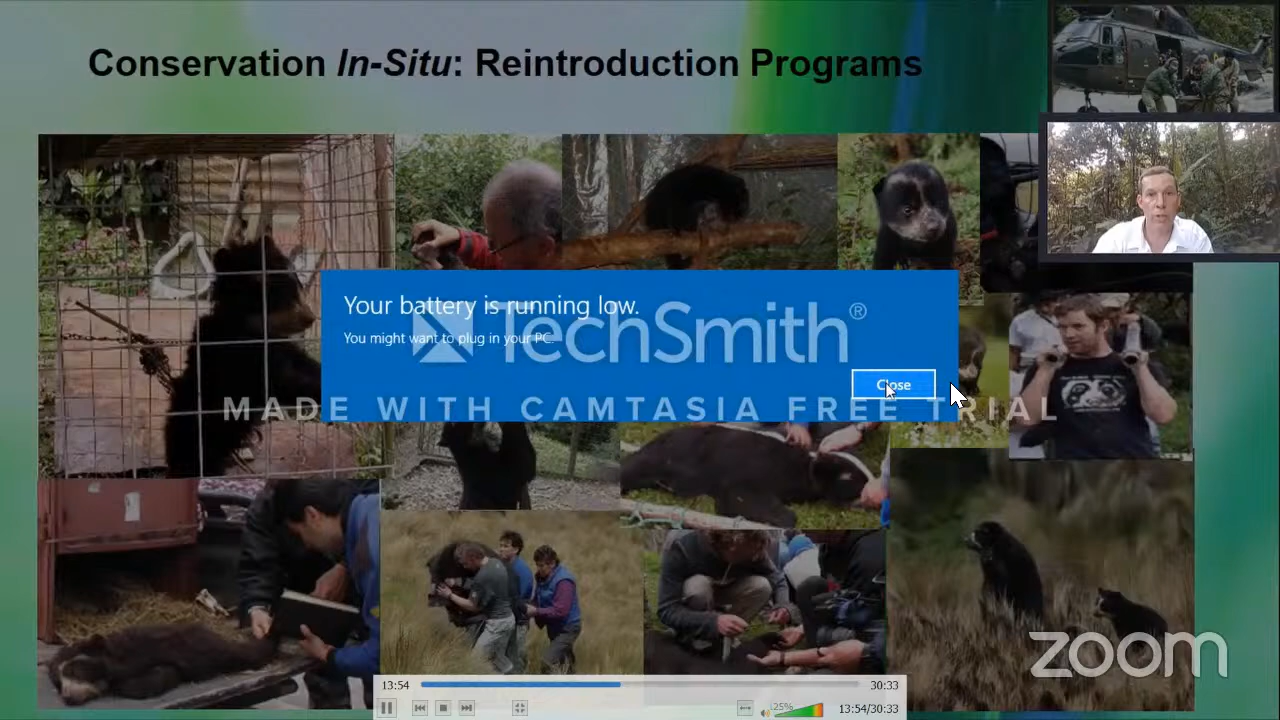 Conservation In-Situ: Reintroduction Programs
Your battery is running low.
You might want to plug in your PC.
TechSmith®
Close
MADE WITH CAMTASIA FREE TRIAL
zoom
13:54
30:33
25%
13:54/30:33